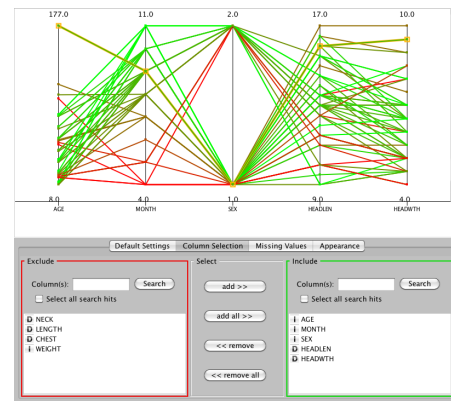 177.0 11.0 2.0 17.0 10.0
8.0 4.0 1.0 9.0 4.0
AGE MONTH SEX HEADLEN HEADWTH
Default Settings Column Selection Missing Values Appearance
Exclude Select Include
Column(s): Search add >> Column(s): Search
Select all search hits Select all search hits
add all >>
D NECK I AGE
D LENGTH I MONTH
D CHEST << remove I SEX
I WEIGHT D HEADLEN
D HEADWTH
<< remove all